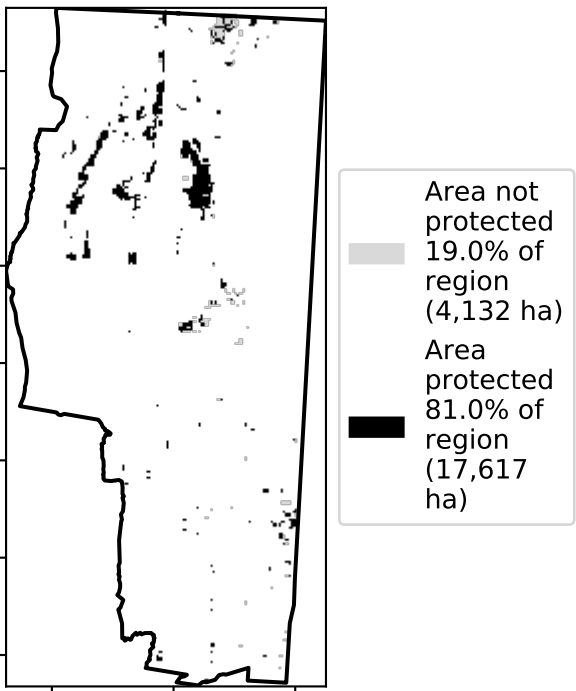 Area not
protected
19.0% of
region
(4,132 ha)
Area
protected
81.0% of
region
(17,617
ha)